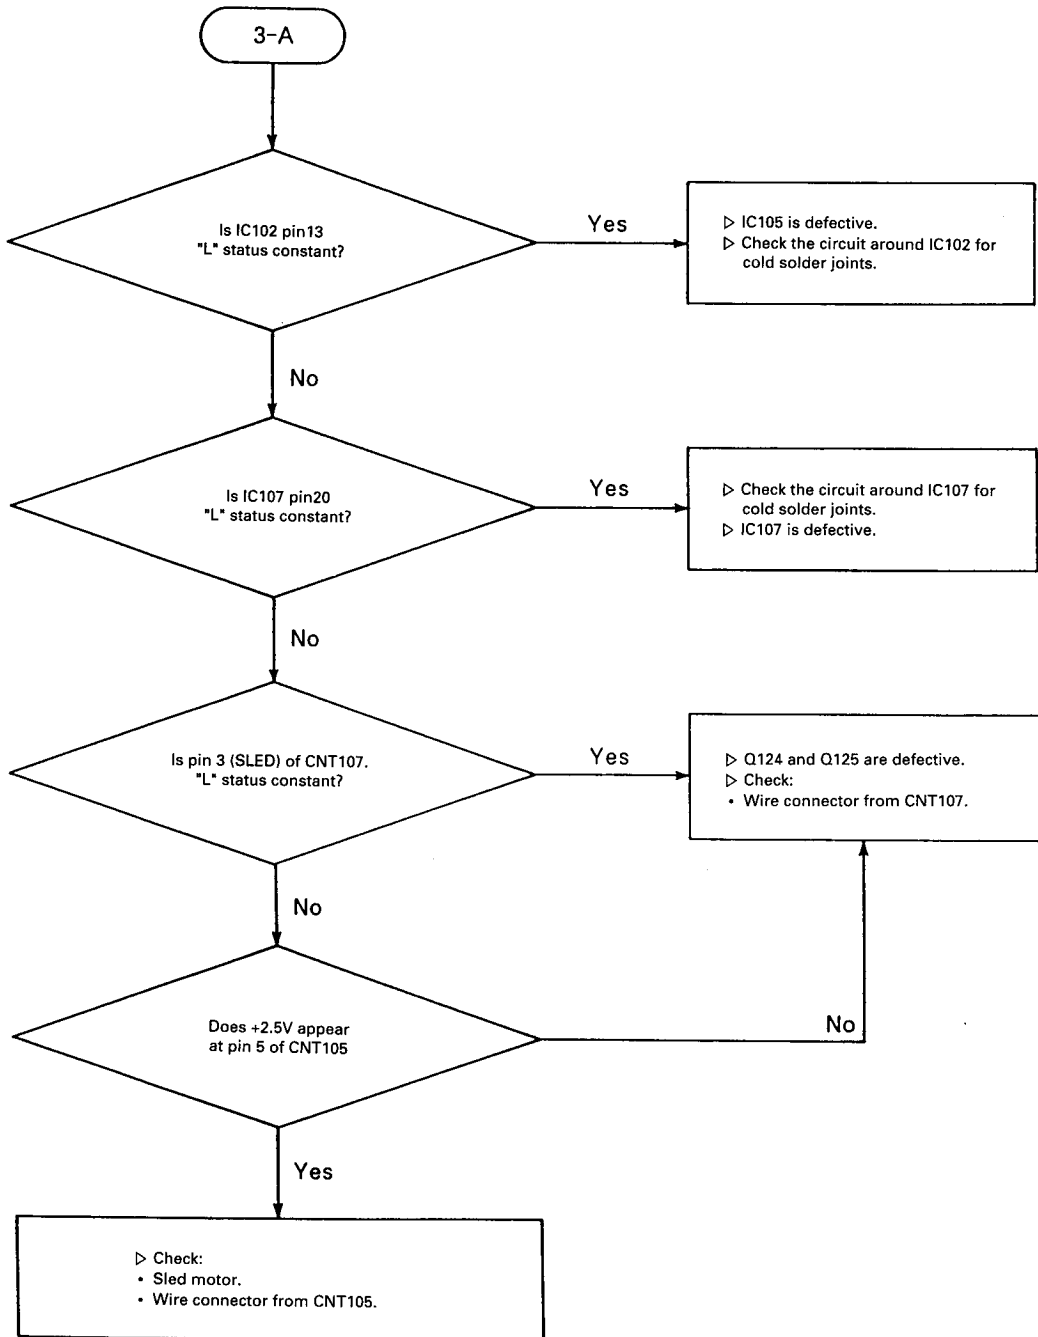 3-A
Is IC102 pin13
"L" status constant?
Yes
▷ IC105 is defective.
▷ Check the circuit around IC102 for
cold solder joints.
No
Is IC107 pin20
"L" status constant?
Yes
▷ Check the circuit around IC107 for
cold solder joints.
▷ IC107 is defective.
No
Is pin 3 (SLED) of CNT107.
"L" status constant?
Yes
▷ Q124 and Q125 are defective.
▷ Check:
• Wire connector from CNT107.
No
Does +2.5V appear
at pin 5 of CNT105
No
Yes
▷ Check:
• Sled motor.
• Wire connector from CNT105.